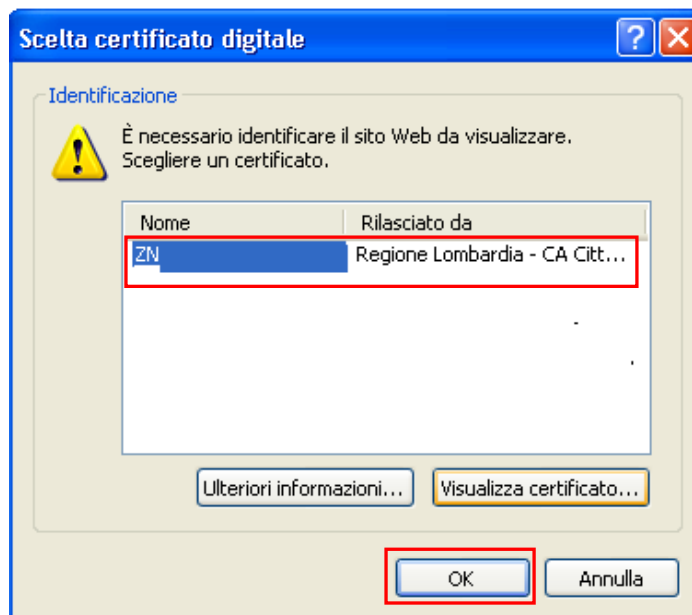 Scelta certificato digitale
Identificazione
È necessario identificare il sito Web da visualizzare.
Scegliere un certificato.
Nome Rilasciato da
ZN Regione Lombardia - CA Citt...
Ulteriori informazioni... Visualizza certificato...
OK Annulla